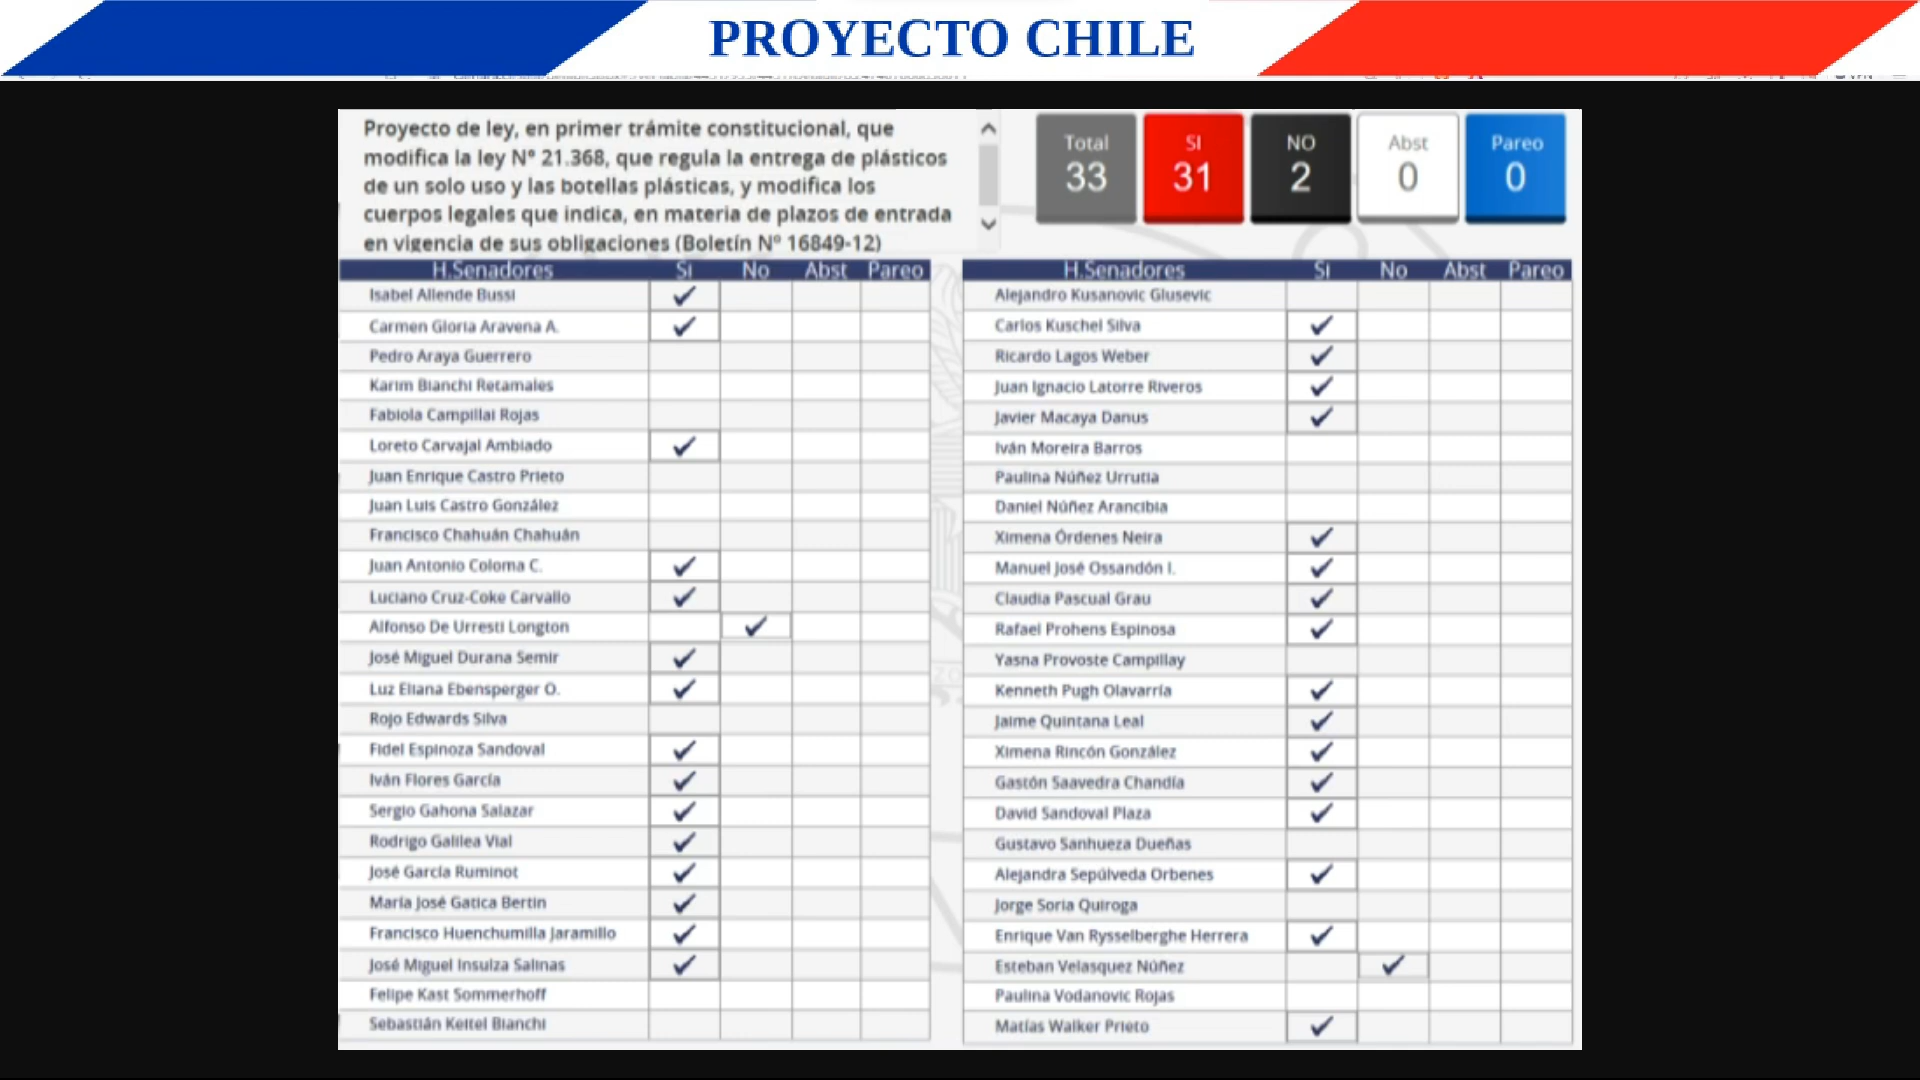 PROYECTO CHILE
Proyecto de ley, en primer trámite constitucional, que
modifica la ley N° 21.368, que regula la entrega de plásticos
de un solo uso y las botellas plásticas, y modifica los
cuerpos legales que indica, en materia de plazos de entrada
en vigencia de sus obligaciones (Boletín Nº 16849-12)
Total SI NO Abst Pareo
33 31 2 0 0
H.Senadores Si No Abst Pareo
Isabel Allende Bussi ✔
Carmen Gloria Aravena A. ✔
Pedro Araya Guerrero
Karim Bianchi Retamales
Fabiola Campillai Rojas
Loreto Carvajal Ambiado ✔
Juan Enrique Castro Prieto
Juan Luis Castro González
Francisco Chahuán Chahuán
Juan Antonio Coloma C. ✔
Luciano Cruz-Coke Carvallo ✔
Alfonso De Urresti Longton ✔
José Miguel Durana Semir ✔
Luz Eliana Ebensperger O. ✔
Rojo Edwards Silva
Fidel Espinoza Sandoval ✔
Iván Flores García ✔
Sergio Gahona Salazar ✔
Rodrigo Galilea Vial ✔
José García Ruminot ✔
María José Gatica Bertin ✔
Francisco Huenchumilla Jaramillo ✔
José Miguel Insulza Salinas ✔
Felipe Kast Sommerhoff
Sebastián Keitel Bianchi
H.Senadores Si No Abst Pareo
Alejandro Kusanovic Glusevic
Carlos Kuschel Silva ✔
Ricardo Lagos Weber ✔
Juan Ignacio Latorre Riveros ✔
Javier Macaya Danus ✔
Iván Moreira Barros
Paulina Núñez Urrutia
Daniel Núñez Arancibia
Ximena Órdenes Neira ✔
Manuel José Ossandón I. ✔
Claudia Pascual Grau ✔
Rafael Prohens Espinosa ✔
Yasna Provoste Campillay
Kenneth Pugh Olavarría ✔
Jaime Quintana Leal ✔
Ximena Rincón González ✔
Gastón Saavedra Chandía ✔
David Sandoval Plaza ✔
Gustavo Sanhueza Dueñas
Alejandra Sepúlveda Orbenes ✔
Jorge Soria Quiroga
Enrique Van Rysselberghe Herrera ✔
Esteban Velasquez Núñez ✔
Paulina Vodanovic Rojas
Matías Walker Prieto ✔